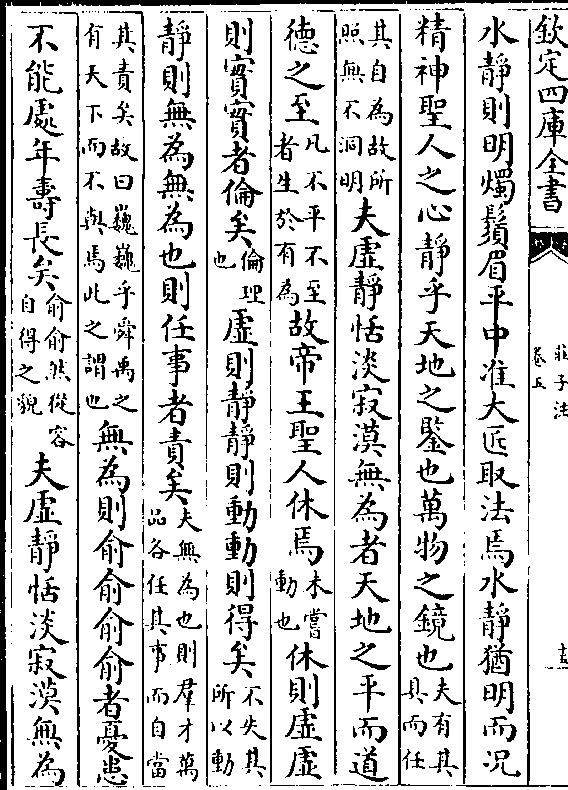 欽定四庫全書
莊子注
卷五
水靜則明燭鬚眉平中准大匠取法焉水靜猶明而況
精神聖人之心靜乎天地之鑒也萬物之鏡也夫有其具而任
其自為故所照無不洞明夫虛靜恬淡寂漠無為者天地之平而道
德之至凡不平不至者生於有為故帝王聖人休焉未嘗動也休則虛虛
則實實者倫矣倫理也虛則靜靜則動動則得矣不失其所以動
靜則無為無為也則任事者責矣夫無為也則羣才萬品各任其事而自當
其責矣故曰巍巍乎舜禹之有天下而不與焉此之謂也無為則俞俞俞俞者憂患
不能處年壽長矣俞俞然從容自得之貌夫虛靜恬淡寂漠無為